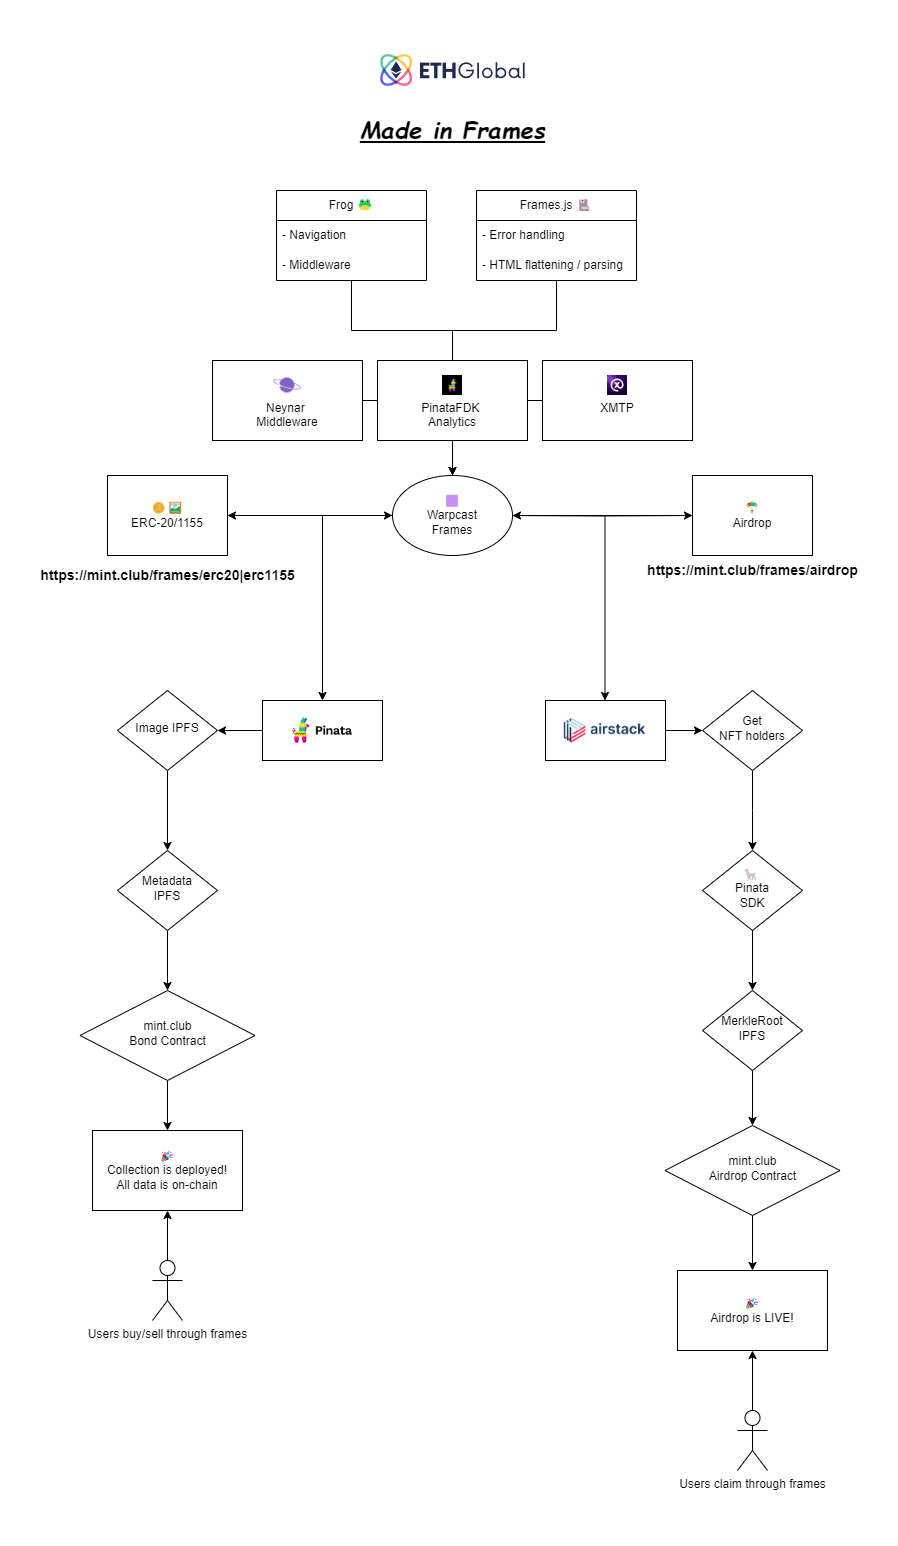 ETHGlobal
Made in Frames
Frog 🐸
- Navigation
- Middleware
Frames.js
- Error handling
- HTML flattening / parsing
Neynar
Middleware
PinataFDK
Analytics
XMTP
ERC-20/1155
https://mint.club/frames/erc20|erc1155
Warpcast
Frames
Airdrop
https://mint.club/frames/airdrop
Image IPFS
Pinata
airstack
Get
NFT holders
Metadata
IPFS
Pinata
SDK
mint.club
Bond Contract
MerkleRoot
IPFS
Collection is deployed!
All data is on-chain
mint.club
Airdrop Contract
Users buy/sell through frames
Airdrop is LIVE!
Users claim through frames